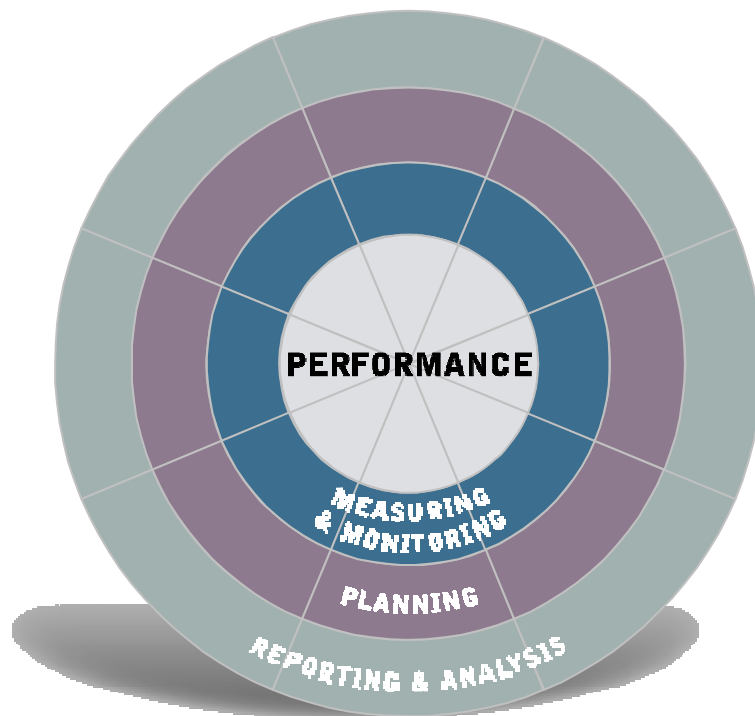 PERFORMANCE
MEASURING
& MONITORING
PLANNING
REPORTING & ANALYSIS